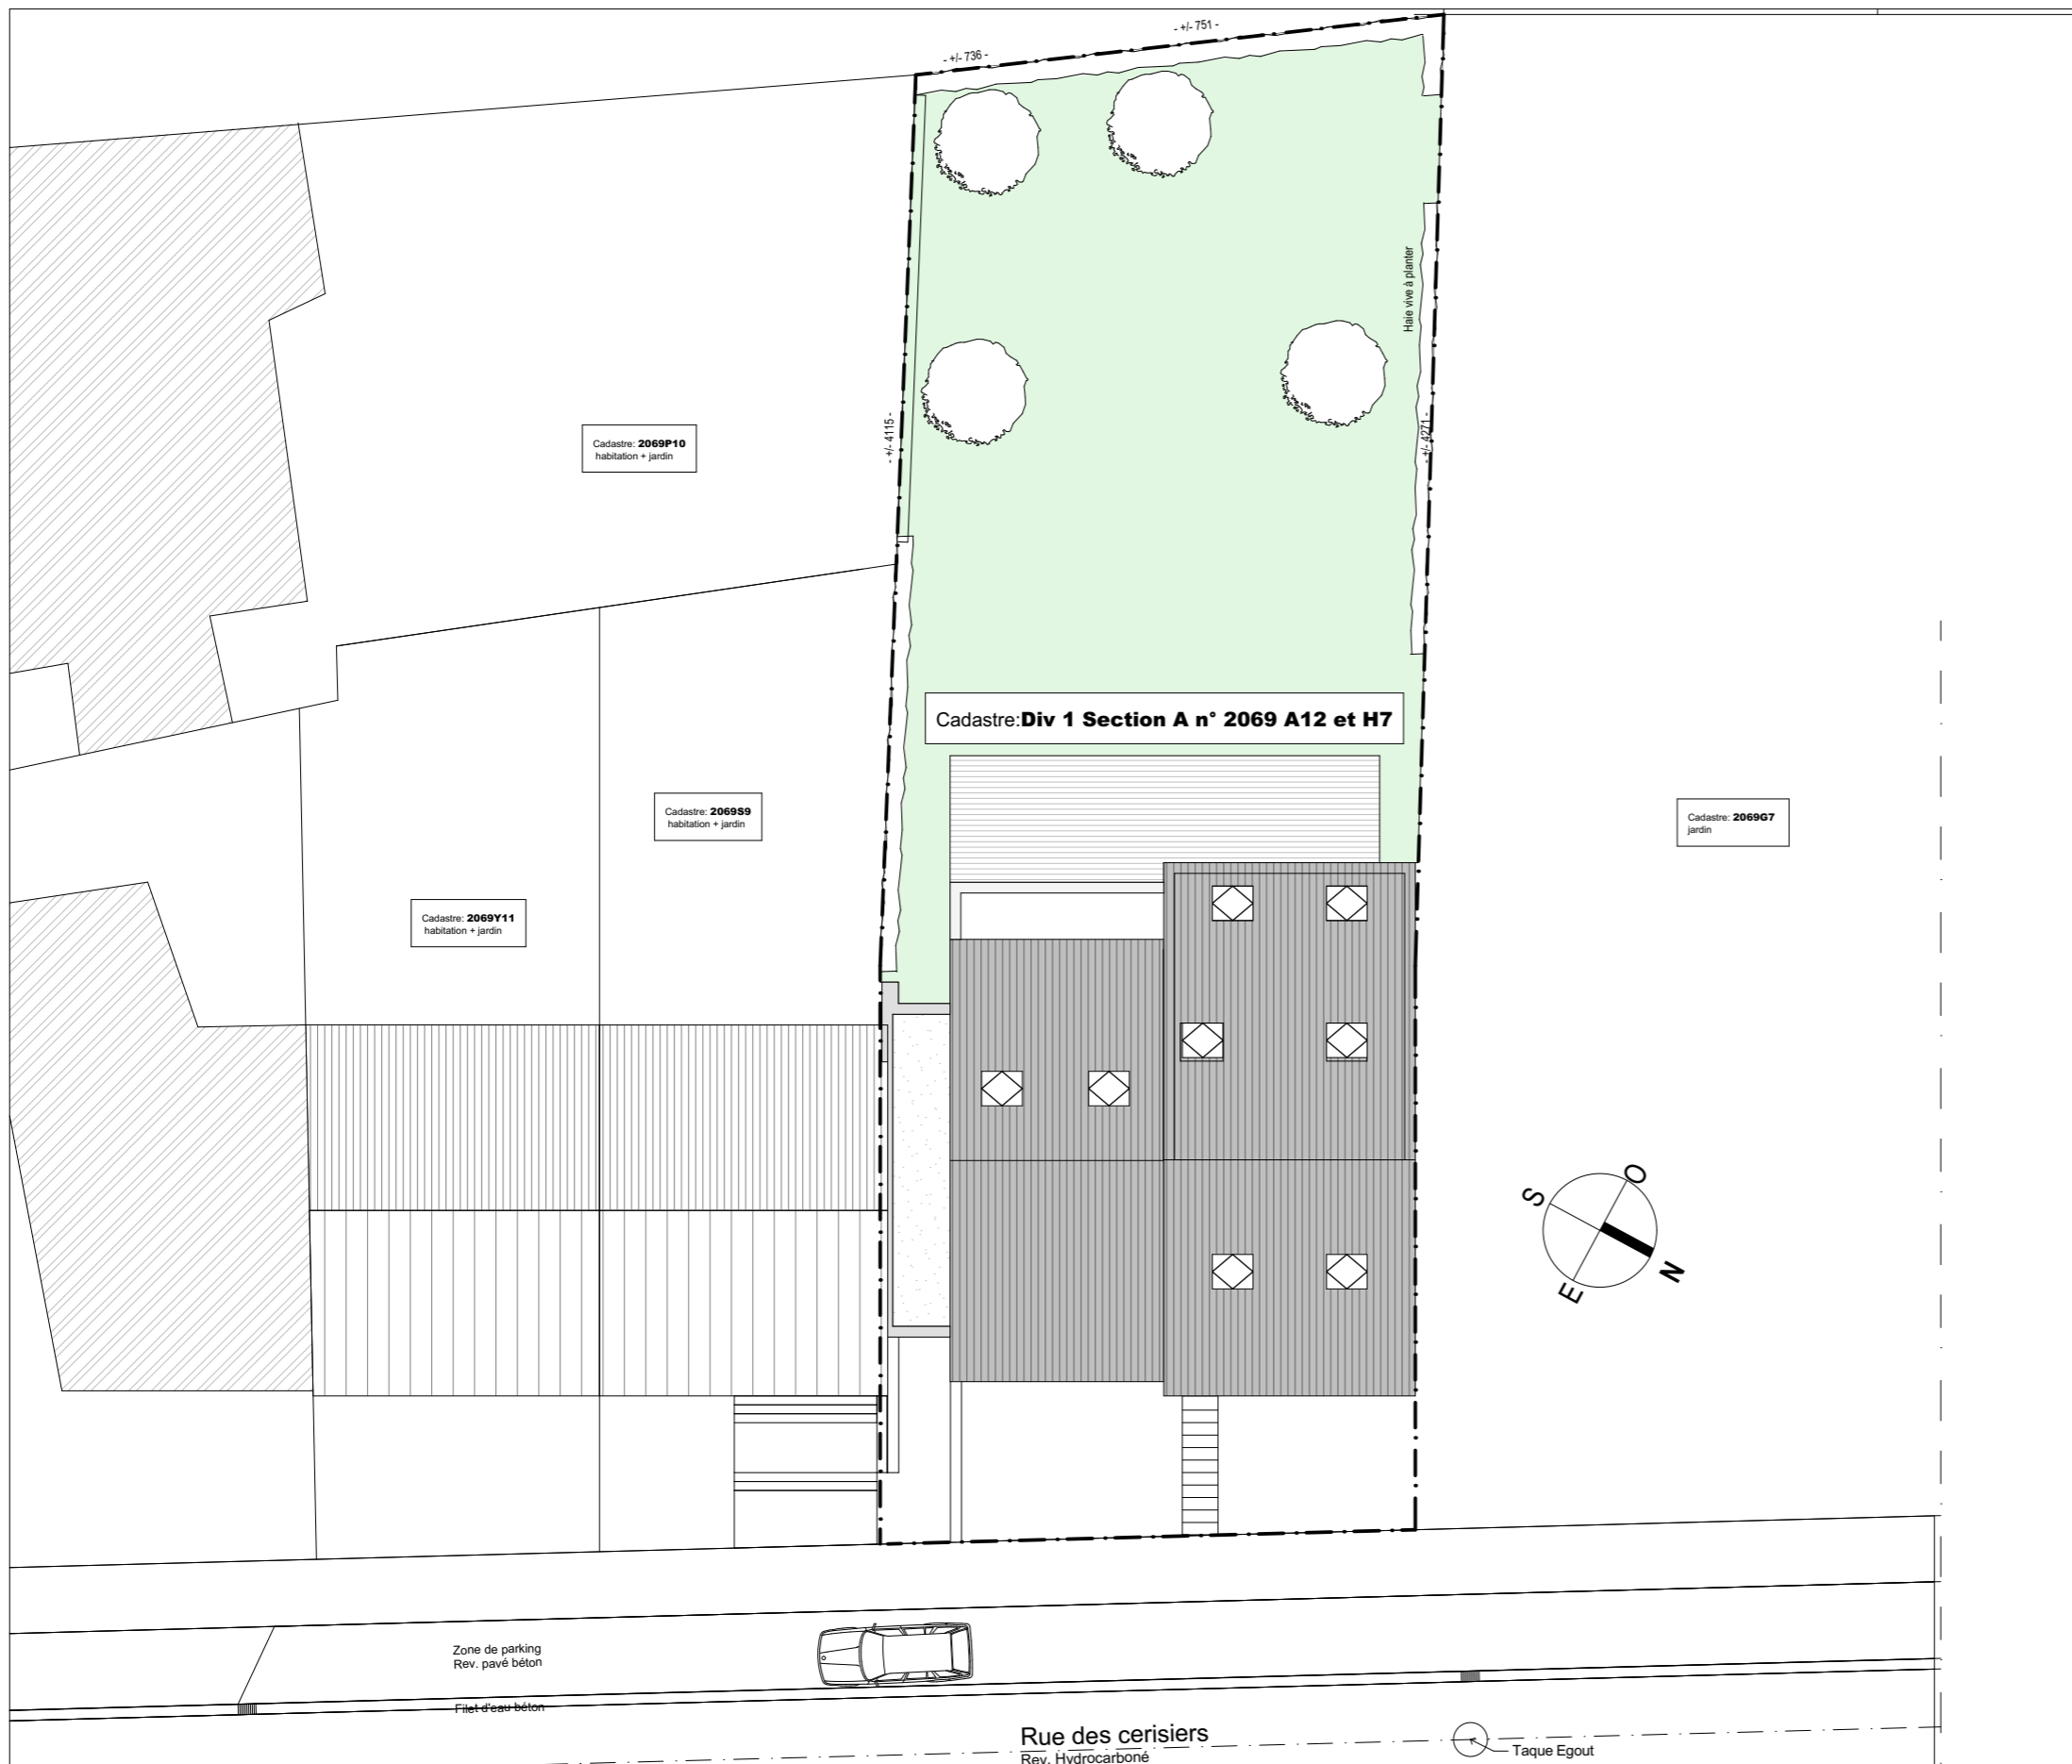 - +/- 736 -
- +/- 751 -
Haie vive à planter
- +/- 4115 -
- +/- 4271 -
Cadastre: 2069P10
habitation + jardin
Cadastre:Div 1 Section A n° 2069 A12 et H7
Cadastre: 2069S9
habitation + jardin
Cadastre: 2069G7
jardin
Cadastre: 2069Y11
habitation + jardin
S
O
E
N
Zone de parking
Rev. pavé béton
Filet d'eau béton
Rue des cerisiers
Rev. Hydrocarboné
Taque Egout